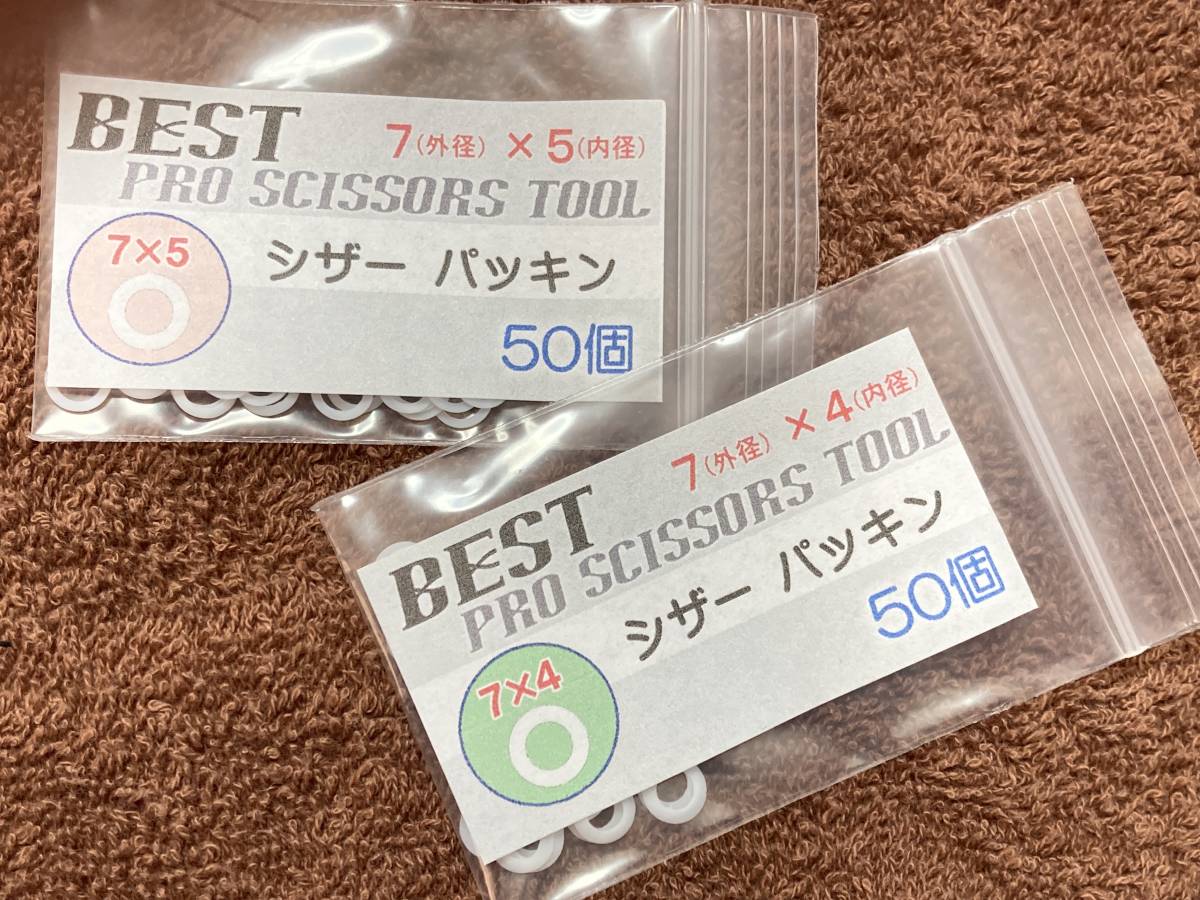 BEST
7(外径) × 5(内径)
PRO SCISSORS TOOL
7×5
シザー パッキン
50個
BEST
7(外径) × 4(内径)
PRO SCISSORS TOOL
7×4
シザー パッキン
50個